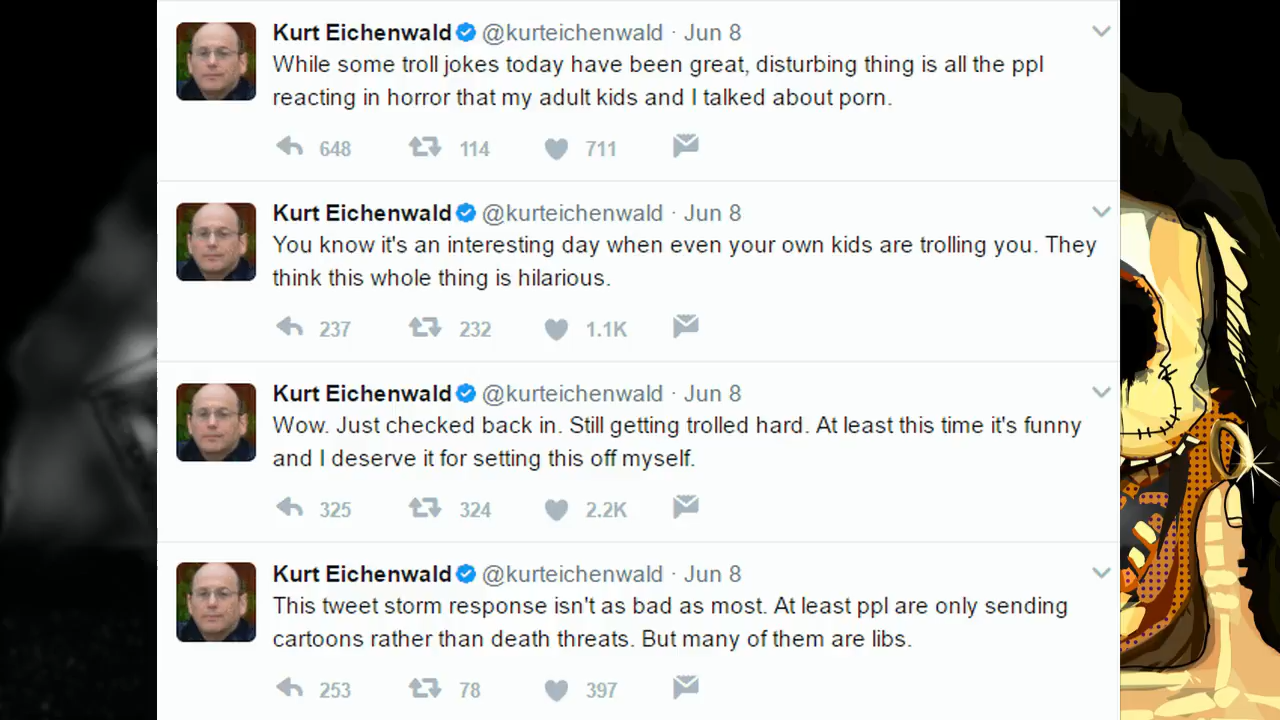 Kurt Eichenwald @kurteichenwald · Jun 8
While some troll jokes today have been great, disturbing thing is all the ppl
reacting in horror that my adult kids and I talked about porn.
648 114 711
Kurt Eichenwald @kurteichenwald · Jun 8
You know it's an interesting day when even your own kids are trolling you. They
think this whole thing is hilarious.
237 232 1.1K
Kurt Eichenwald @kurteichenwald · Jun 8
Wow. Just checked back in. Still getting trolled hard. At least this time it's funny
and I deserve it for setting this off myself.
325 324 2.2K
Kurt Eichenwald @kurteichenwald · Jun 8
This tweet storm response isn't as bad as most. At least ppl are only sending
cartoons rather than death threats. But many of them are libs.
253 78 397